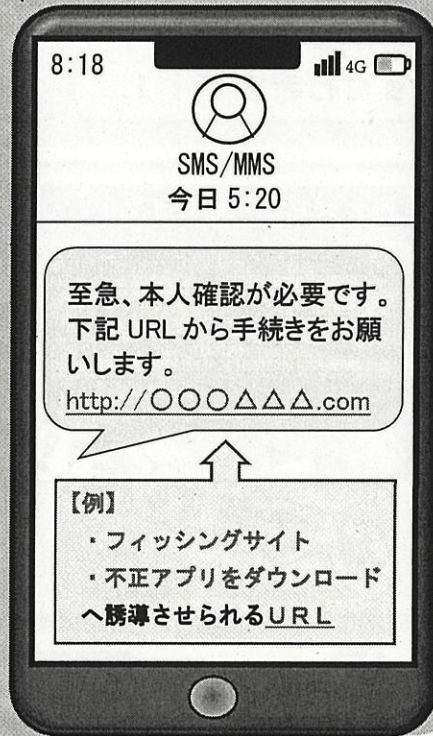 8:18
4G
SMS/MMS
今日 5:20
至急、本人確認が必要です。
下記 URL から手続きをお願
いします。
http://〇〇〇△△△.com
【例】
・フィッシングサイト
・不正アプリをダウンロード
へ誘導させられるURL